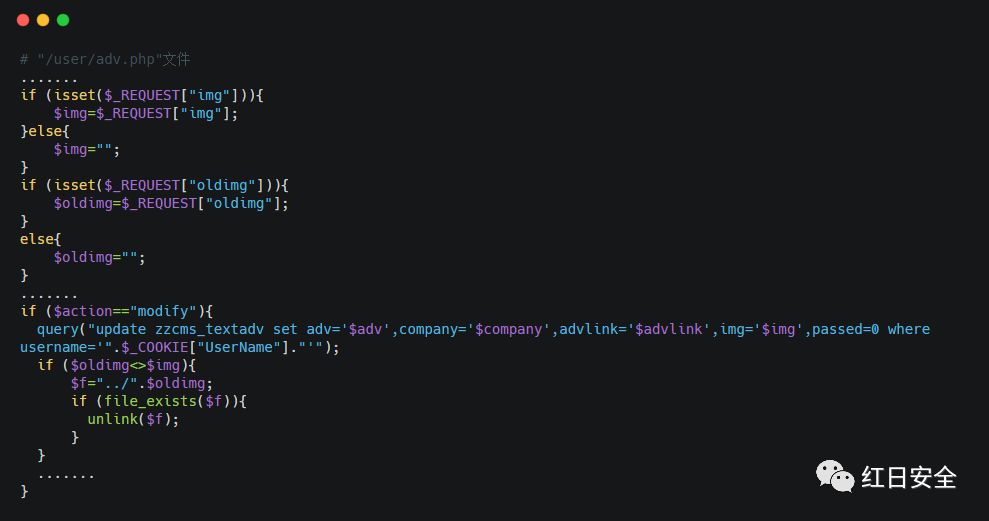 # "/user/adv.php"文件
.......
if (isset($_REQUEST["img"])){
    $img=$_REQUEST["img"];
}else{
    $img="";
}
if (isset($_REQUEST["oldimg"])){
    $oldimg=$_REQUEST["oldimg"];
}
else{
    $oldimg="";
}
.......
if ($action=="modify"){
  query("update zzcms_textadv set adv='$adv',company='$company',advlink='$advlink',img='$img',passed=0 where
username='".$_COOKIE["UserName"]."'");
  if ($oldimg<>$img){
      $f="../".$oldimg;
      if (file_exists($f)){
        unlink($f);
      }
  }
  .......
}
红日安全